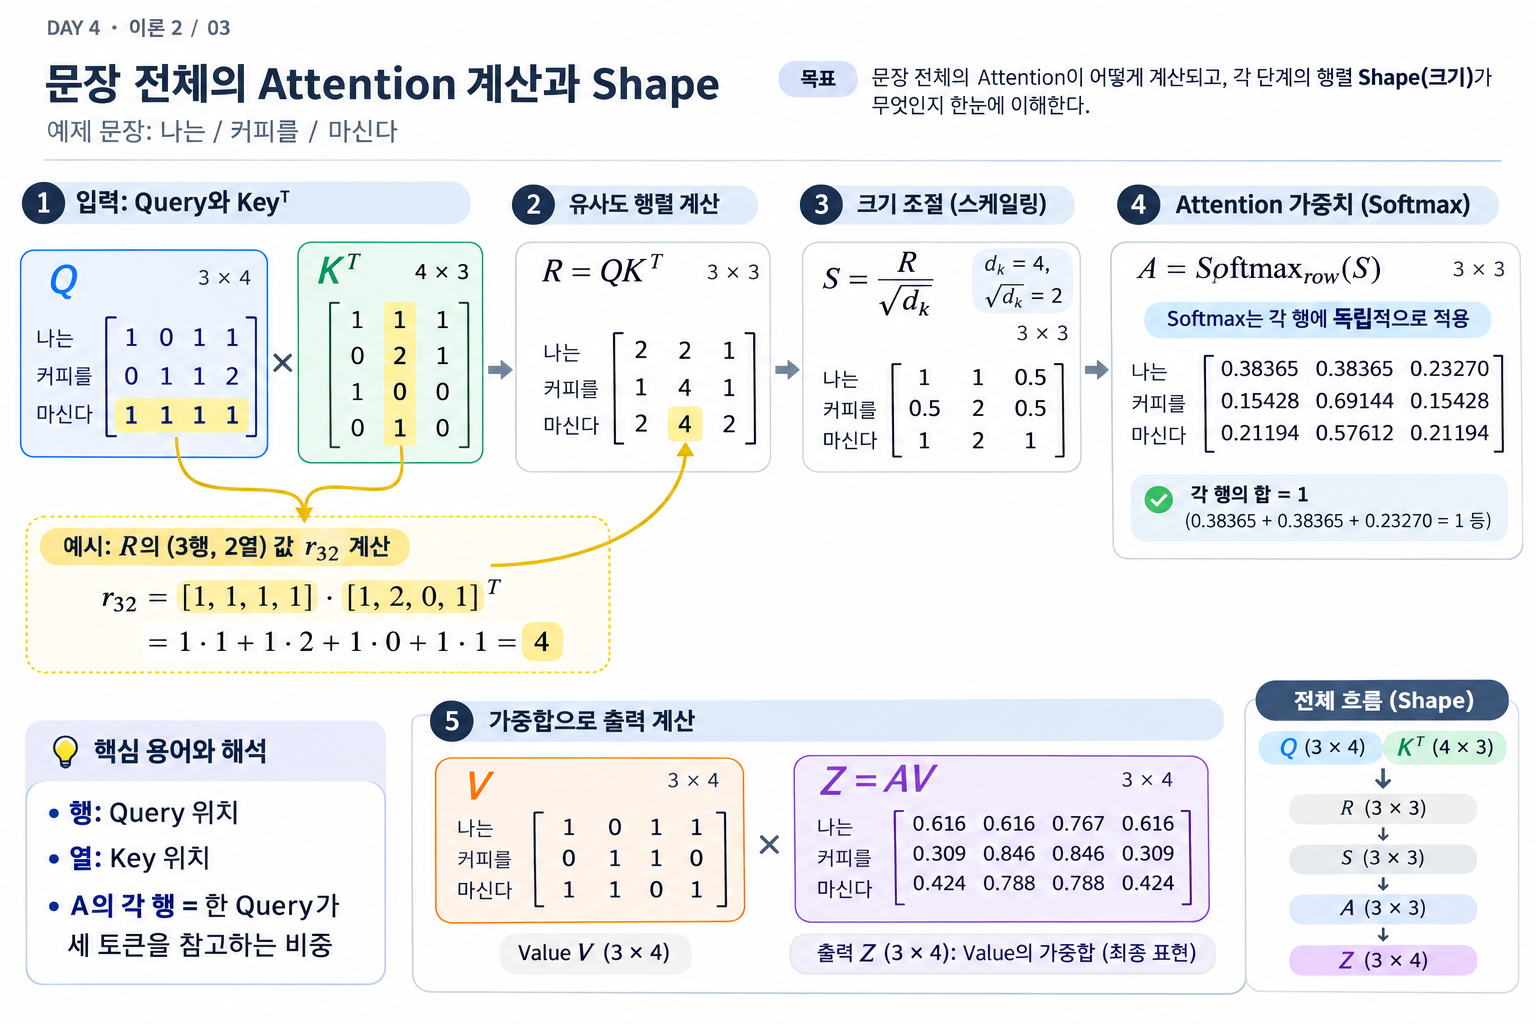 DAY 4 · 이론 2 / 03
문장 전체의 Attention 계산과 Shape
예제 문장: 나는 / 커피를 / 마신다
목표
문장 전체의 Attention이 어떻게 계산되고, 각 단계의 행렬 Shape(크기)가
무엇인지 한눈에 이해한다.
1 입력: Query와 Keyᵀ
Q 3 × 4
나는 1 0 1 1
커피를 0 1 1 2
마신다 1 1 1 1
×
Kᵀ 4 × 3
1 1 1
0 2 1
1 0 0
0 1 0
2 유사도 행렬 계산
R = QKᵀ 3 × 3
나는 2 2 1
커피를 1 4 1
마신다 2 4 2
3 크기 조절 (스케일링)
S = R / √dₖ
dₖ = 4,
√dₖ = 2
3 × 3
나는 1 1 0.5
커피를 0.5 2 0.5
마신다 1 2 1
4 Attention 가중치 (Softmax)
A = Softmax_row(S) 3 × 3
Softmax는 각 행에 독립적으로 적용
나는 0.38365 0.38365 0.23270
커피를 0.15428 0.69144 0.15428
마신다 0.21194 0.57612 0.21194
각 행의 합 = 1
(0.38365 + 0.38365 + 0.23270 = 1 등)
예시: R의 (3행, 2열) 값 r₃₂ 계산
r₃₂ = [1, 1, 1, 1] · [1, 2, 0, 1]ᵀ
= 1 · 1 + 1 · 2 + 1 · 0 + 1 · 1 = 4
핵심 용어와 해석
• 행: Query 위치
• 열: Key 위치
• A의 각 행 = 한 Query가
세 토큰을 참고하는 비중
5 가중합으로 출력 계산
V 3 × 4
나는 1 0 1 1
커피를 0 1 1 0
마신다 1 1 0 1
Value V (3 × 4)
×
Z = AV 3 × 4
나는 0.616 0.616 0.767 0.616
커피를 0.309 0.846 0.846 0.309
마신다 0.424 0.788 0.788 0.424
출력 Z (3 × 4): Value의 가중합 (최종 표현)
전체 흐름 (Shape)
Q (3 × 4) Kᵀ (4 × 3)
↓
R (3 × 3)
↓
S (3 × 3)
↓
A (3 × 3)
↓
Z (3 × 4)